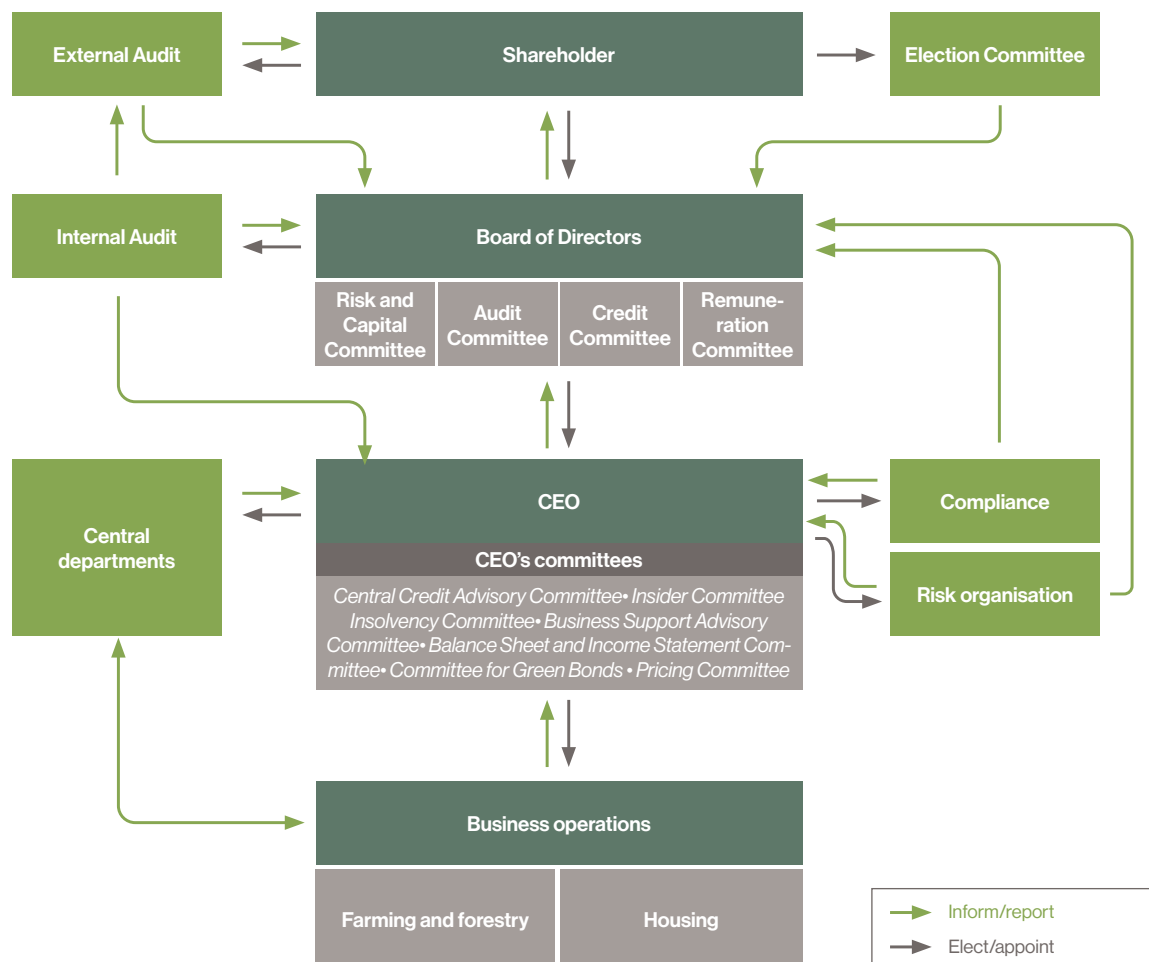 External Audit
Shareholder
Election Committee
Internal Audit
Board of Directors
Risk and
Capital
Committee
Audit
Committee
Credit
Committee
Remune-
ration
Committee
Central
departments
CEO
Compliance
CEO's committees
Central Credit Advisory Committee• Insider Committee
Insolvency Committee• Business Support Advisory
Committee• Balance Sheet and Income Statement Com-
mittee• Committee for Green Bonds • Pricing Committee
Risk organisation
Business operations
Farming and forestry
Housing
Inform/report
Elect/appoint